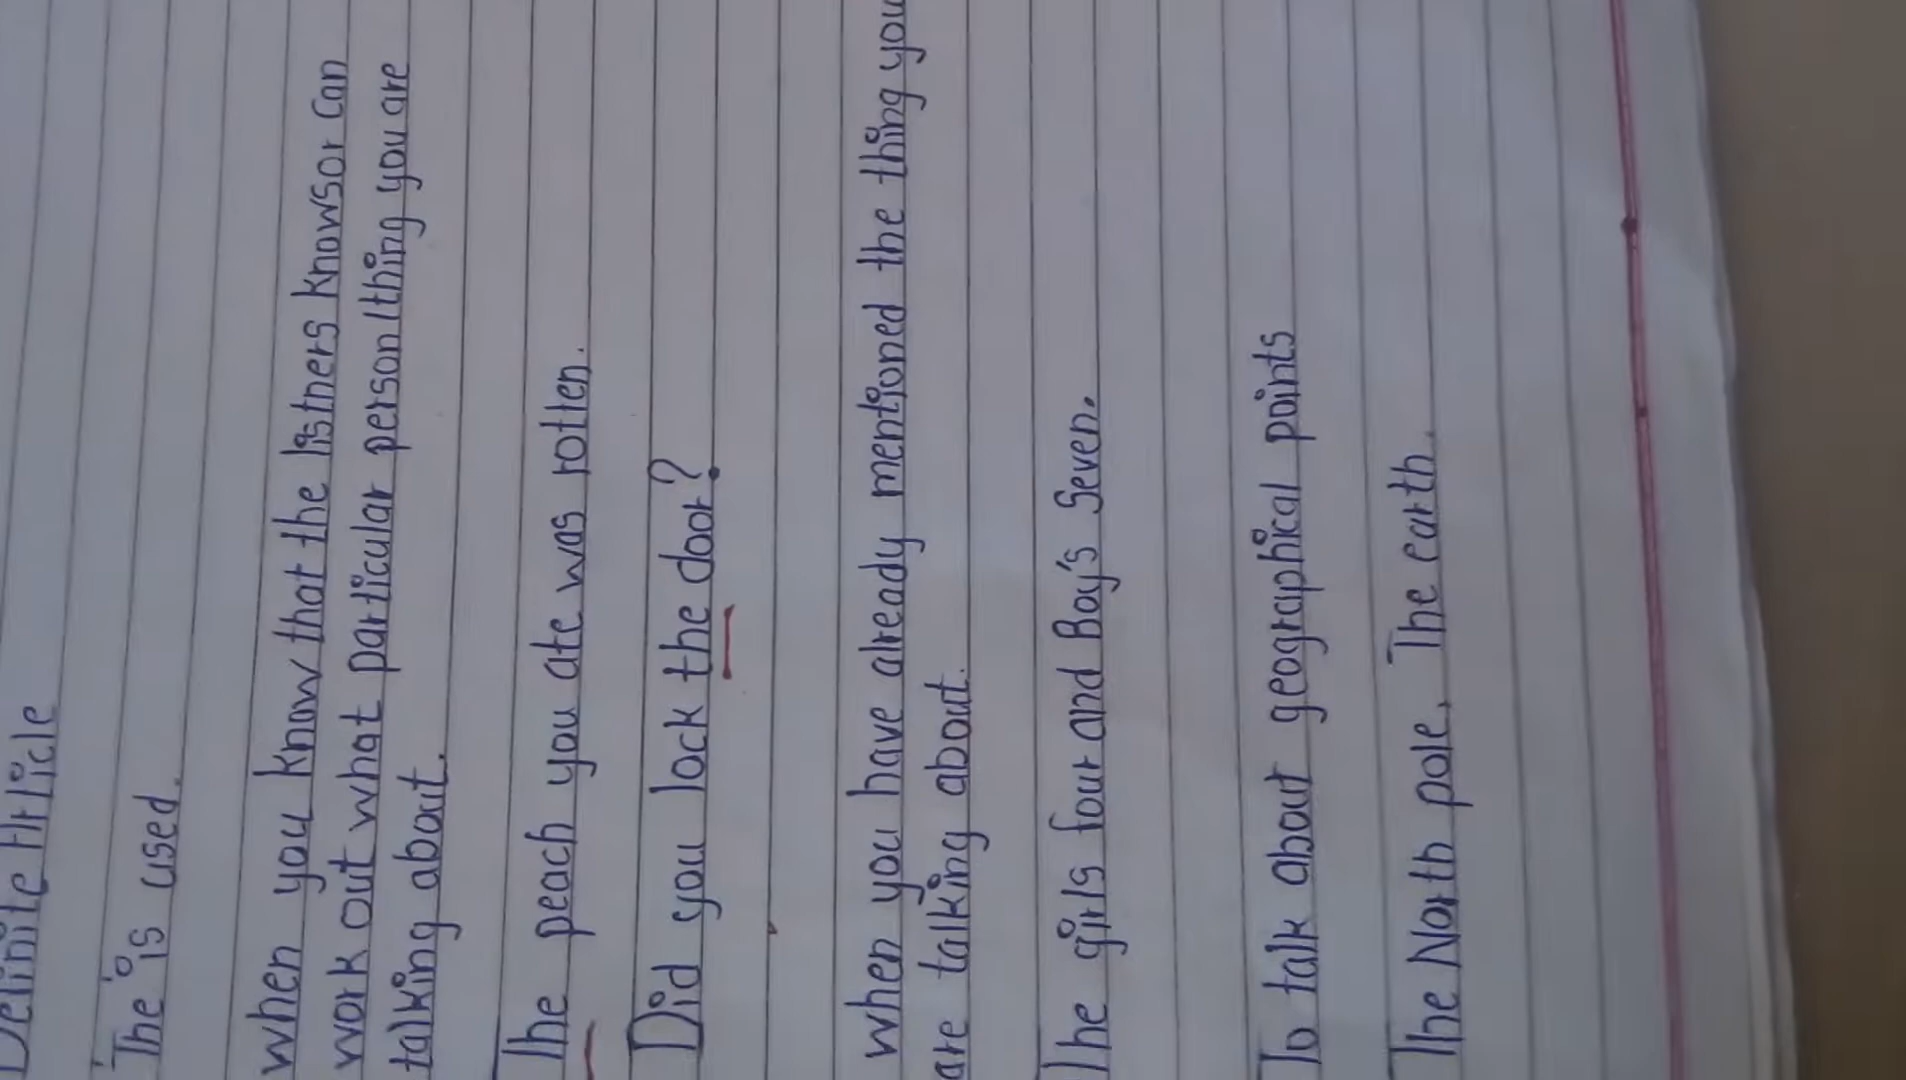 Definite Article
The is used.
when you know that the listners knowsor can
work out what particular person/thing you are
talking about.
The peach you ate was rotten.
Did you lock the door?
when you have already mentioned the thing you
are talking about.
The girls four and Boy's Seven.
To talk about geographical points
The North pole, The earth.